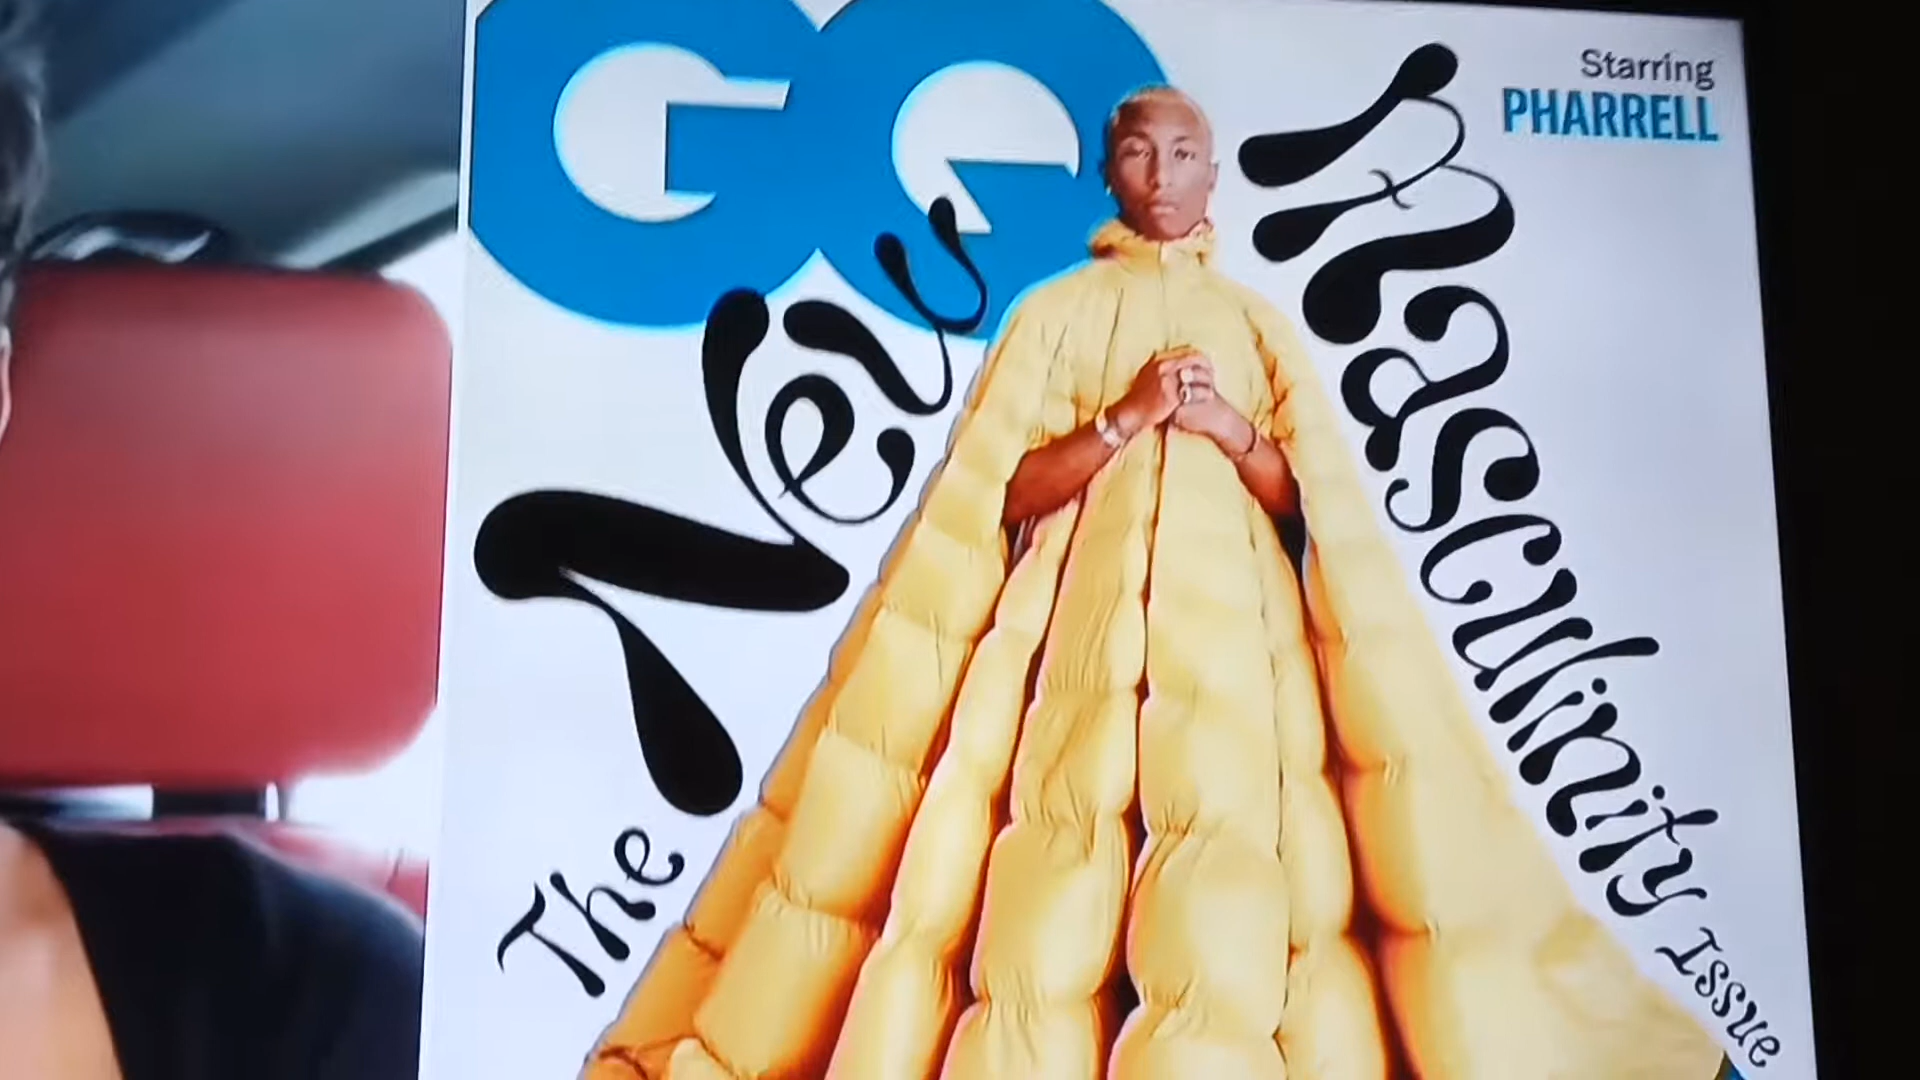 GQ
Starring
PHARRELL
The New
Masculinity Issue